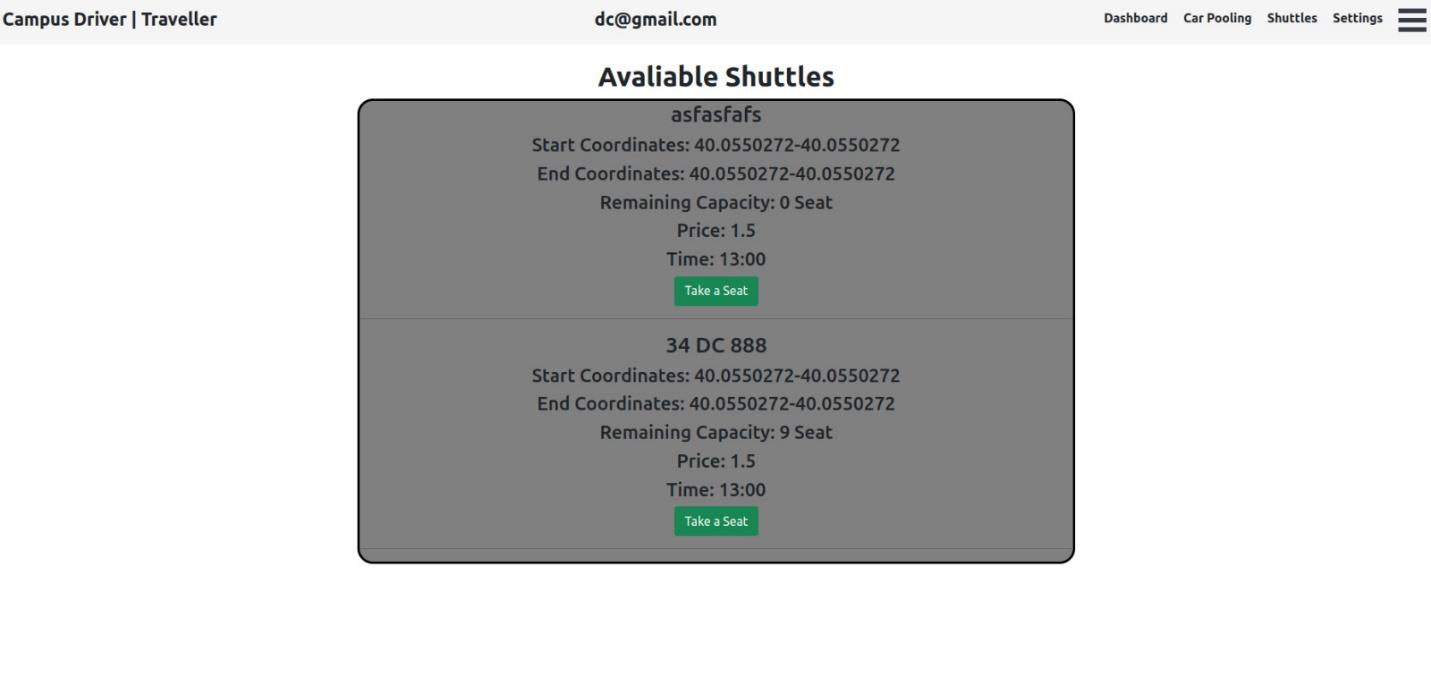 Campus Driver | Traveller
dc@gmail.com
Dashboard Car Pooling Shuttles Settings
Avaliable Shuttles
asfasfafs
Start Coordinates: 40.0550272-40.0550272
End Coordinates: 40.0550272-40.0550272
Remaining Capacity: 0 Seat
Price: 1.5
Time: 13:00
Take a Seat
34 DC 888
Start Coordinates: 40.0550272-40.0550272
End Coordinates: 40.0550272-40.0550272
Remaining Capacity: 9 Seat
Price: 1.5
Time: 13:00
Take a Seat